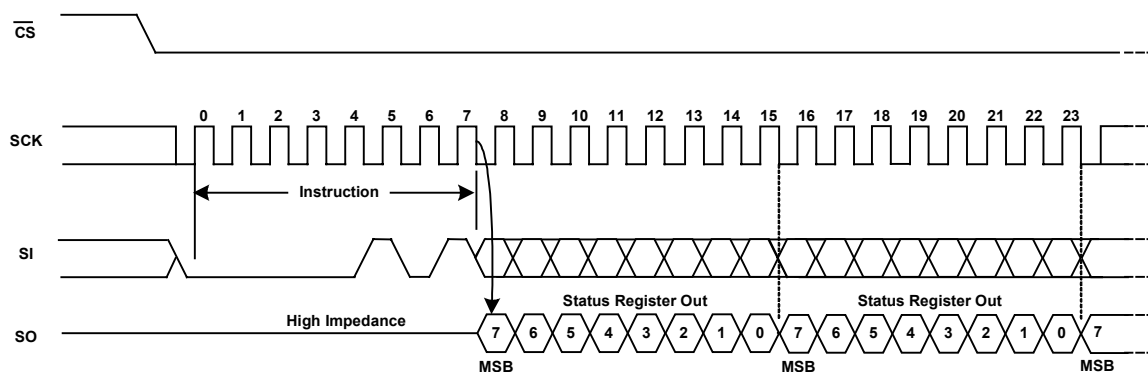 CS
0 1 2 3 4 5 6 7 8 9 10 11 12 13 14 15 16 17 18 19 20 21 22 23
SCK
Instruction
SI
Status Register Out Status Register Out
High Impedance
SO 7 6 5 4 3 2 1 0 7 6 5 4 3 2 1 0 7
MSB MSB MSB